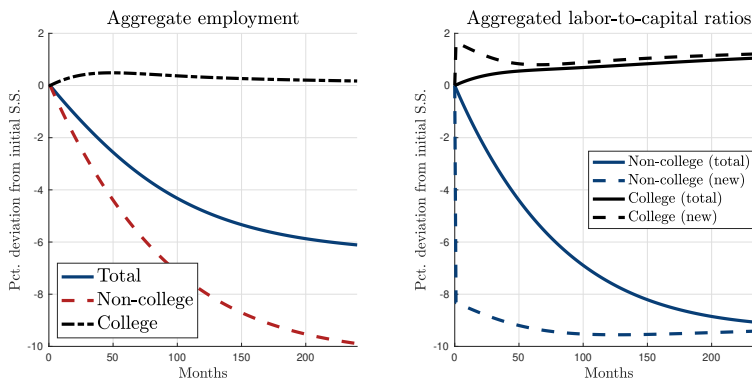 Aggregate employment
Pct. deviation from initial S.S.
2
0
-2
-4
-6
-8
-10
Total
Non-college
College
0
50
100
150
200
Months
Aggregated labor-to-capital ratios
Pct. deviation from initial S.S.
2
0
-2
-4
-6
-8
-10
Non-college (total)
Non-college (new)
College (total)
College (new)
0
50
100
150
200
Months